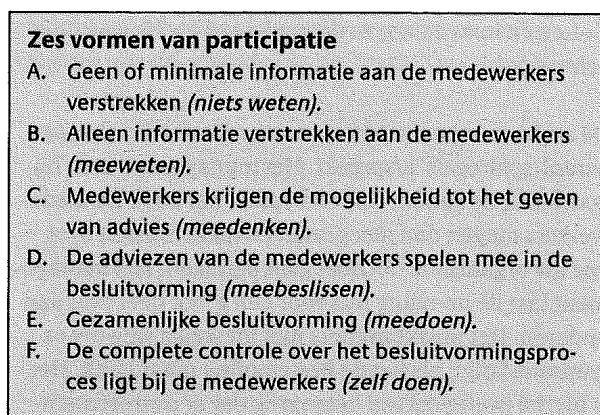 Zes vormen van participatie
A. Geen of minimale informatie aan de medewerkers
verstrekken (niets weten).
B. Alleen informatie verstrekken aan de medewerkers
(meeweten).
C. Medewerkers krijgen de mogelijkheid tot het geven
van advies (meedenken).
D. De adviezen van de medewerkers spelen mee in de
besluitvorming (meebeslissen).
E. Gezamenlijke besluitvorming (meedoen).
F. De complete controle over het besluitvormingspro-
ces ligt bij de medewerkers (zelf doen).